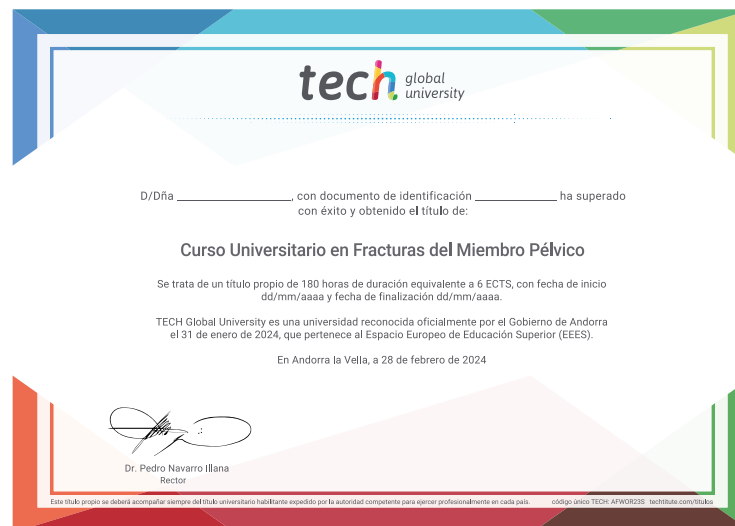 tech global
university
D/Dña ____________, con documento de identificación ____________ ha superado
con éxito y obtenido el título de:
Curso Universitario en Fracturas del Miembro Pélvico
Se trata de un título propio de 180 horas de duración equivalente a 6 ECTS, con fecha de inicio
dd/mm/aaaa y fecha de finalización dd/mm/aaaa.
TECH Global University es una universidad reconocida oficialmente por el Gobierno de Andorra
el 31 de enero de 2024, que pertenece al Espacio Europeo de Educación Superior (EEES).
En Andorra la Vella, a 28 de febrero de 2024
Dr. Pedro Navarro Illana
Rector
Este título propio se deberá acompañar siempre del título universitario habilitante expedido por la autoridad competente para ejercer profesionalmente en cada país. código único TECH: AFWOR23S techtitute.com/titulos